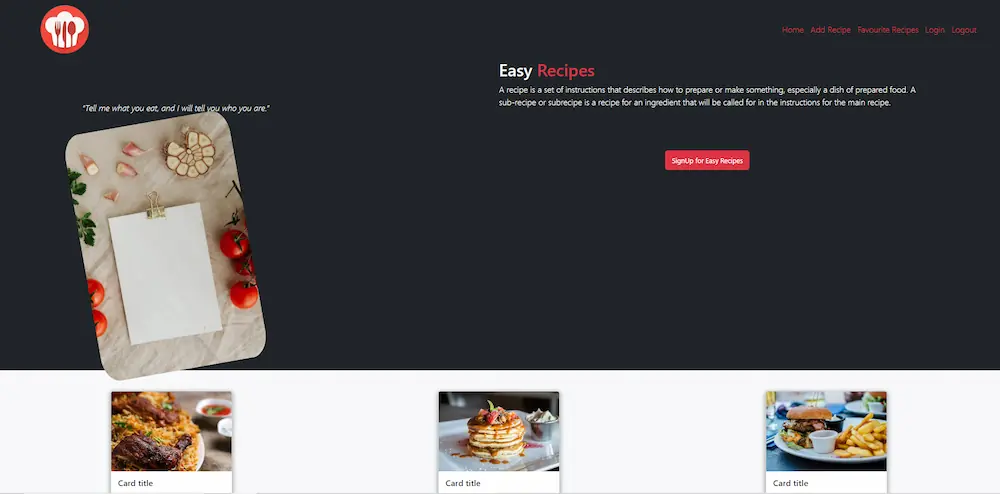 Home Add Recipe Favourite Recipes Login Logout
Easy Recipes
A recipe is a set of instructions that describes how to prepare or make something, especially a dish of prepared food. A
sub-recipe or subrecipe is a recipe for an ingredient that will be called for in the instructions for the main recipe.
"Tell me what you eat, and I will tell you who you are."
SignUp for Easy Recipes
Card title
Card title
Card title